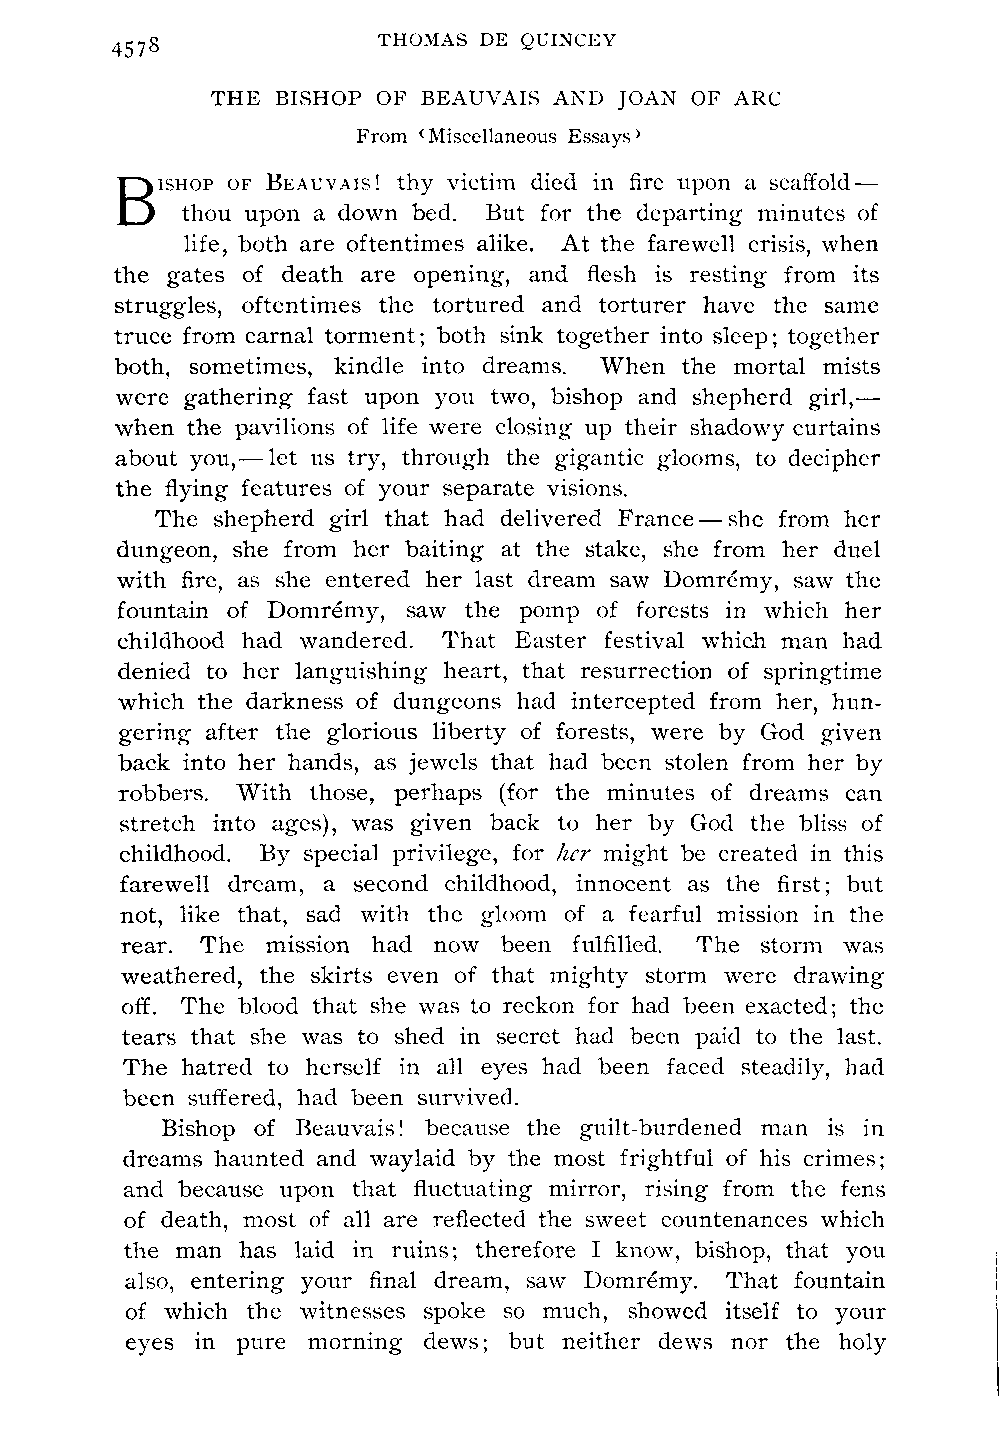 4578
THOMAS DE QUINCEY
THE BISHOP OF BEAUVAIS AND JOAN OF ARC
From ‹Miscellaneous Essays›
BISHOP OF BEAUVAIS! thy victim died in fire upon a scaffold—
thou upon a down bed. But for the departing minutes of
life, both are oftentimes alike. At the farewell crisis, when
the gates of death are opening, and flesh is resting from its
struggles, oftentimes the tortured and torturer have the same
truce from carnal torment; both sink together into sleep; together
both, sometimes, kindle into dreams. When the mortal mists
were gathering fast upon you two, bishop and shepherd girl,—
when the pavilions of life were closing up their shadowy curtains
about you,—let us try, through the gigantic glooms, to decipher
the flying features of your separate visions.
The shepherd girl that had delivered France—she from her
dungeon, she from her baiting at the stake, she from her duel
with fire, as she entered her last dream saw Domrémy, saw the
fountain of Domrémy, saw the pomp of forests in which her
childhood had wandered. That Easter festival which man had
denied to her languishing heart, that resurrection of springtime
which the darkness of dungeons had intercepted from her, hun-
gering after the glorious liberty of forests, were by God given
back into her hands, as jewels that had been stolen from her by
robbers. With those, perhaps (for the minutes of dreams can
stretch into ages), was given back to her by God the bliss of
childhood. By special privilege, for her might be created in this
farewell dream, a second childhood, innocent as the first; but
not, like that, sad with the gloom of a fearful mission in the
rear. The mission had now been fulfilled. The storm was
weathered, the skirts even of that mighty storm were drawing
off. The blood that she was to reckon for had been exacted; the
tears that she was to shed in secret had been paid to the last.
The hatred to herself in all eyes had been faced steadily, had
been suffered, had been survived.
Bishop of Beauvais! because the guilt-burdened man is in
dreams haunted and waylaid by the most frightful of his crimes;
and because upon that fluctuating mirror, rising from the fens
of death, most of all are reflected the sweet countenances which
the man has laid in ruins; therefore I know, bishop, that you
also, entering your final dream, saw Domrémy. That fountain
of which the witnesses spoke so much, showed itself to your
eyes in pure morning dews; but neither dews nor the holy